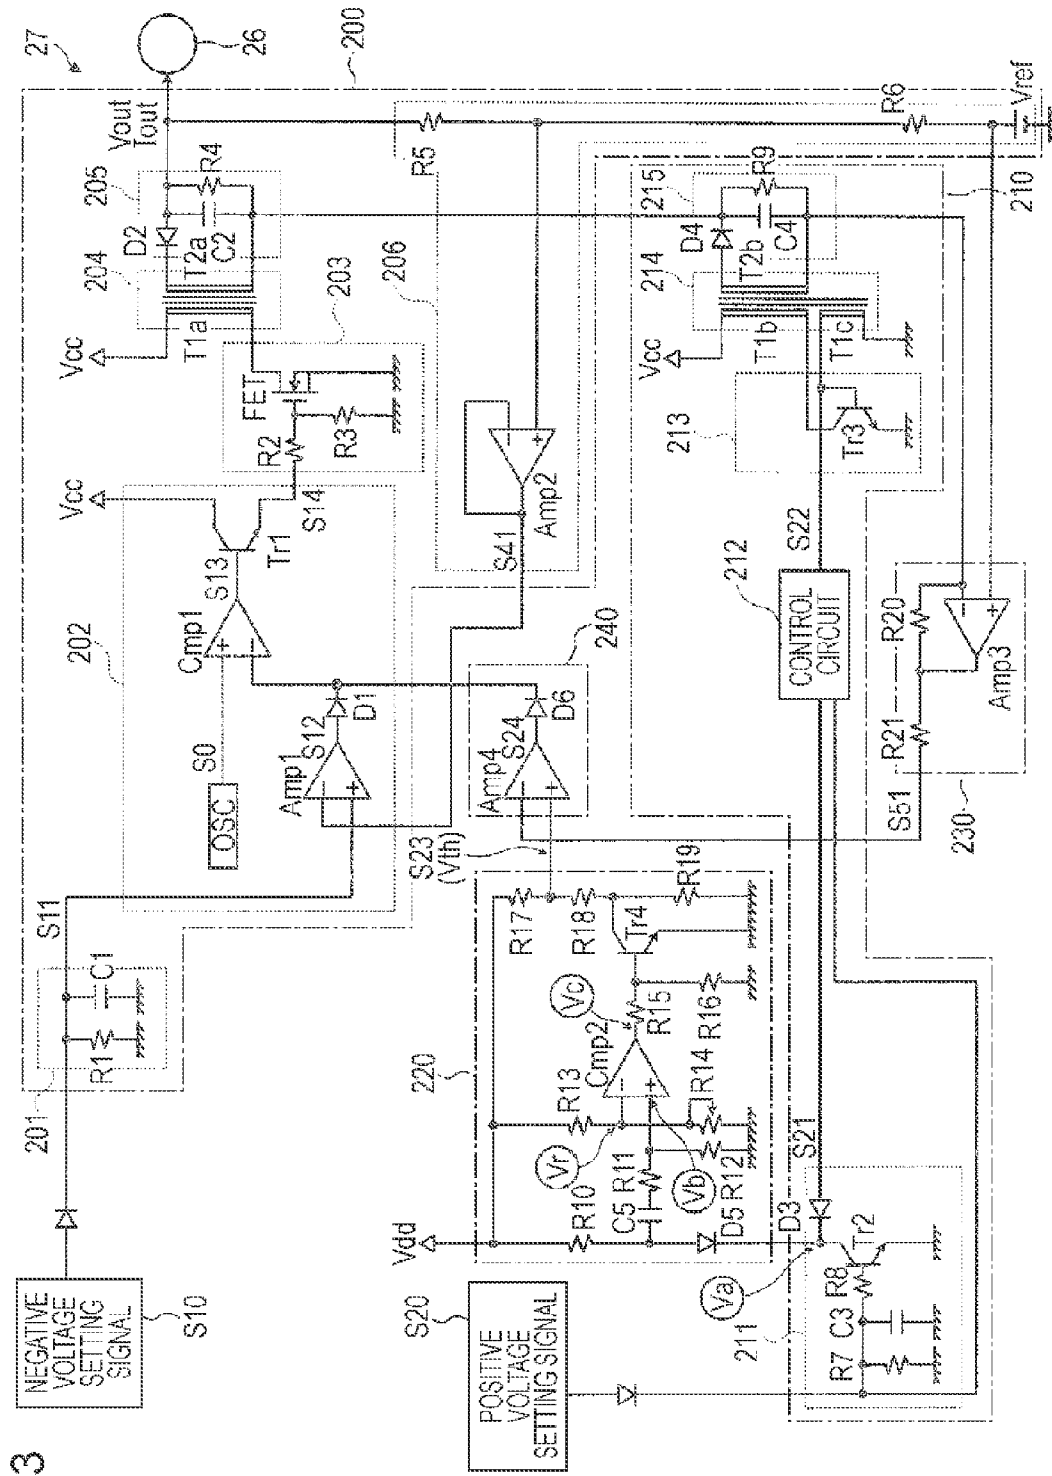 3
27
26
200
NEGATIVE
VOLTAGE
SETTING
SIGNAL
S10
201
R1
C1
S11
202
OSC
S0
Cmp1
+
−
S13
Tr1
Vcc
S14
R2
R3
FET
203
Vcc
T1a
204
T2a
D2
C2
R4
205
Vout
Iout
Amp1
−
+
S12
D1
S41
Amp2
−
+
206
R5
R6
Vref
POSITIVE
VOLTAGE
SETTING SIGNAL
S20
Vdd
220
R10
C5
R11
D5
R12
Vb
Vr
R13
R14
Cmp2
−
+
Vc
R15
R16
Tr4
R17
R18
R19
S23
(Vth)
Amp4
−
+
S24
D6
240
211
Va
R7
C3
R8
Tr2
D3
S21
CONTROL
CIRCUIT
212
S22
213
Tr3
Vcc
T1b
T1c
214
T2b
D4
C4
R9
215
210
S51
230
R21
R20
Amp3
−
+